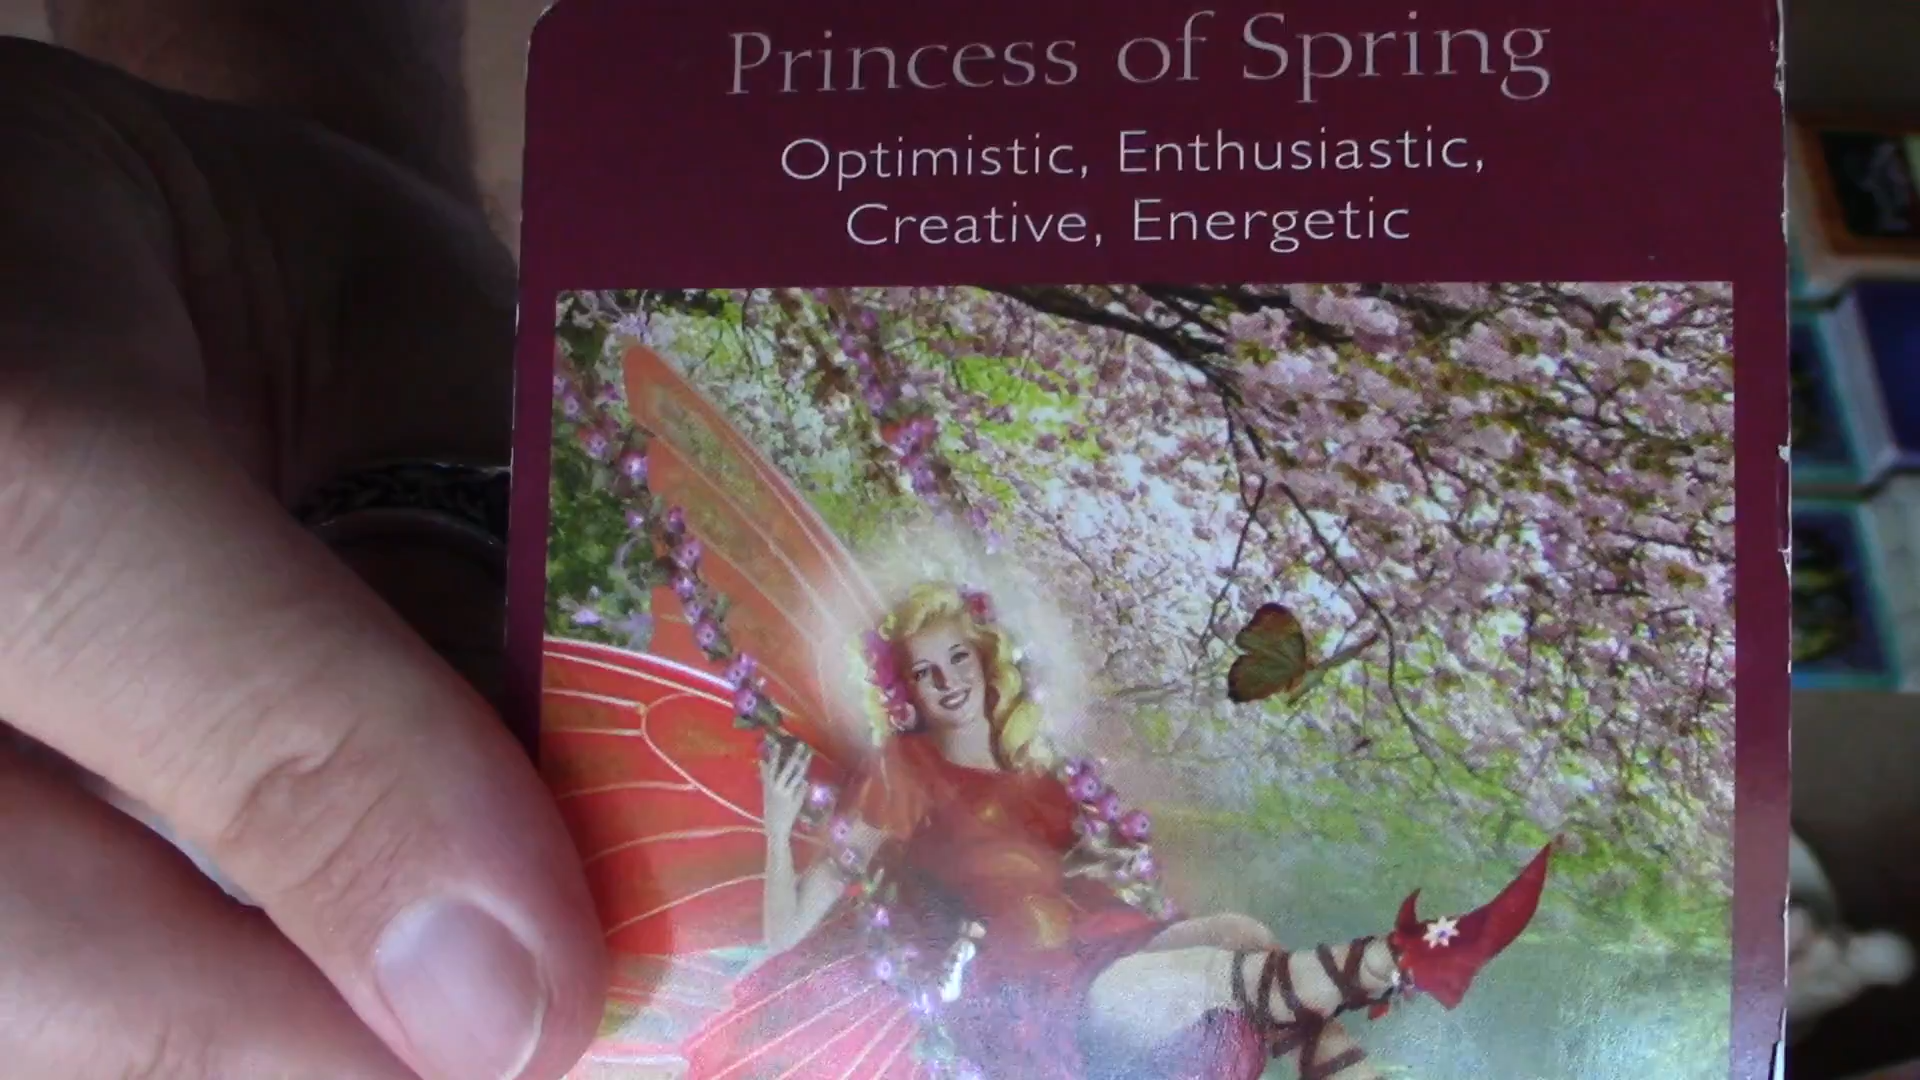 Princess of Spring
Optimistic, Enthusiastic,
Creative, Energetic